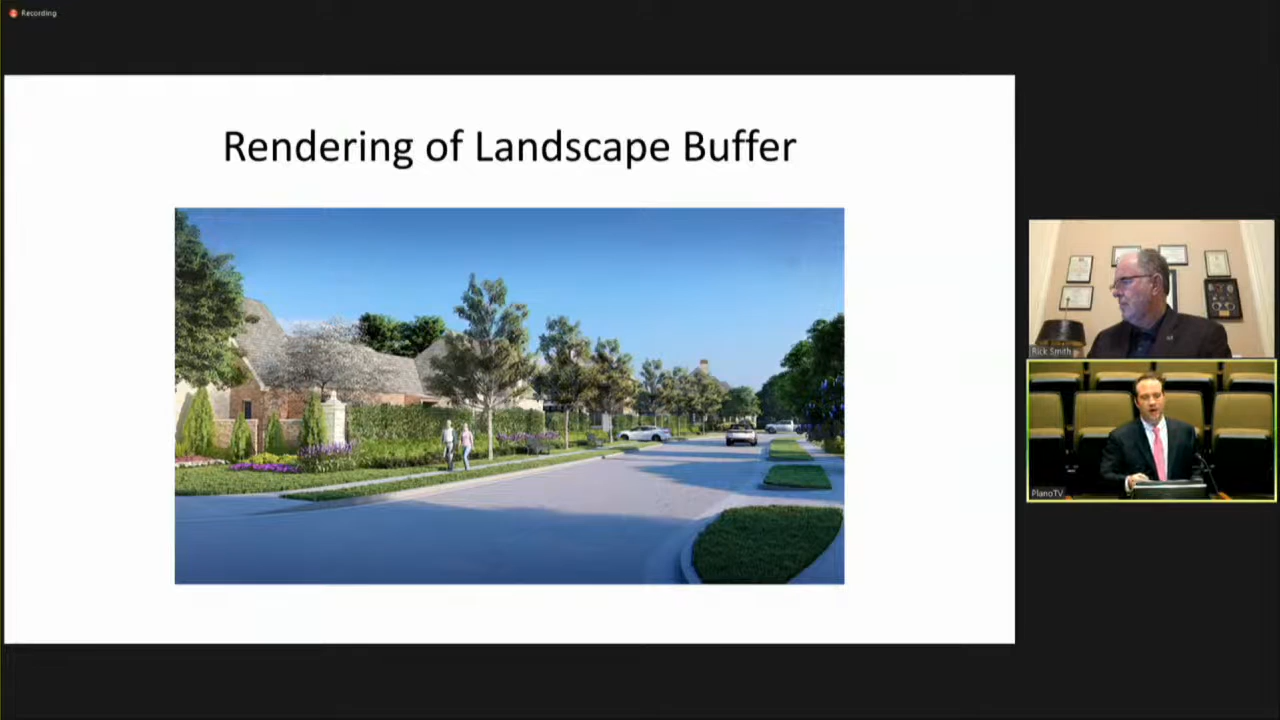 Recording
Rendering of Landscape Buffer
Rick Smith
PlanoTV